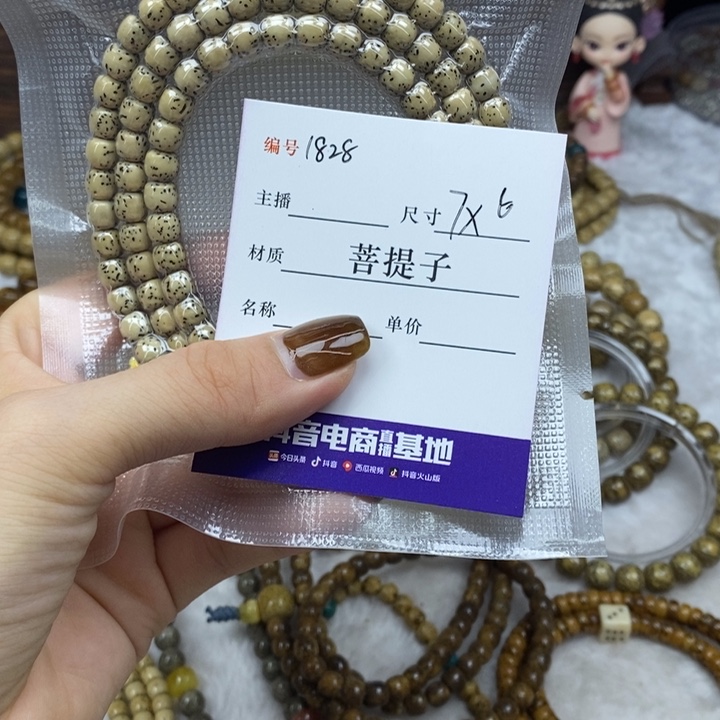 编号 1828
主播 尺寸 7X6
材质 菩提子
名称 单价
抖音电商直播基地
今日头条 抖音 西瓜视频 抖音火山版